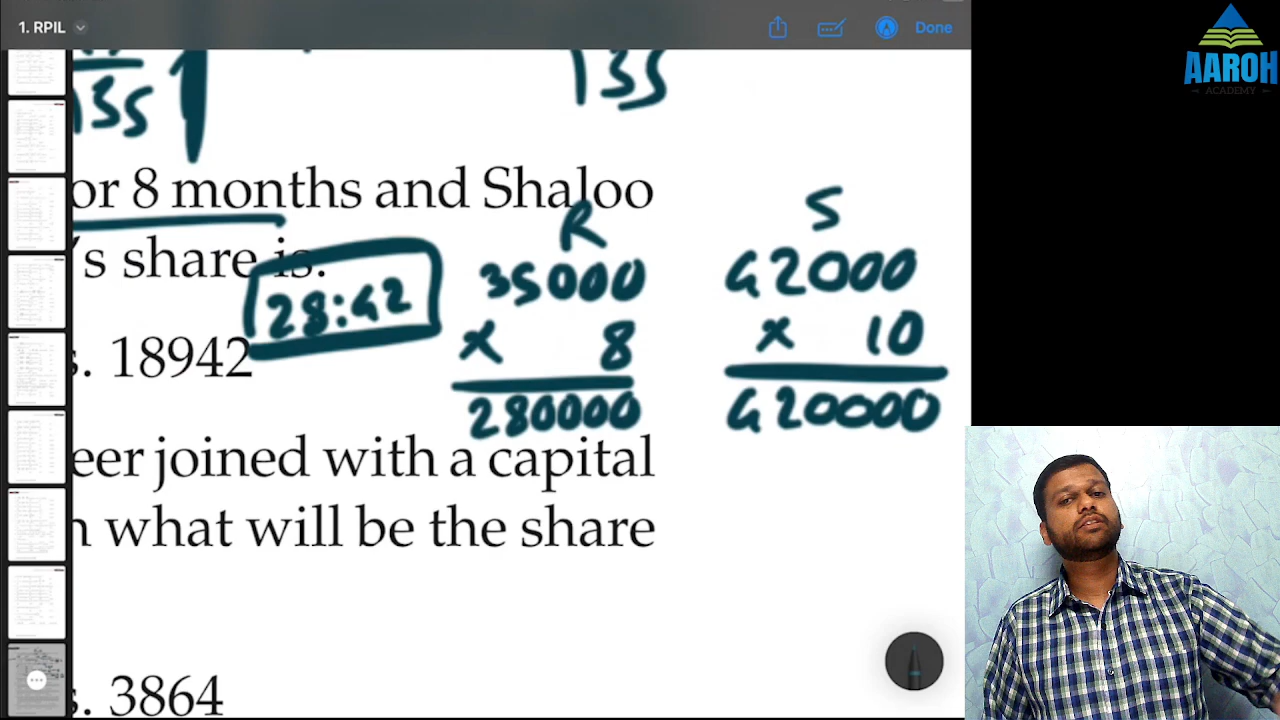 1. RPIL
Done
AAROH
ACADEMY
135
135
or 8 months and Shaloo
's share is:
28:42
R
35000
x 8
280000
S
42000
x 10
420000
s. 18942
eer joined with a capital
n what will be the share
s. 3864